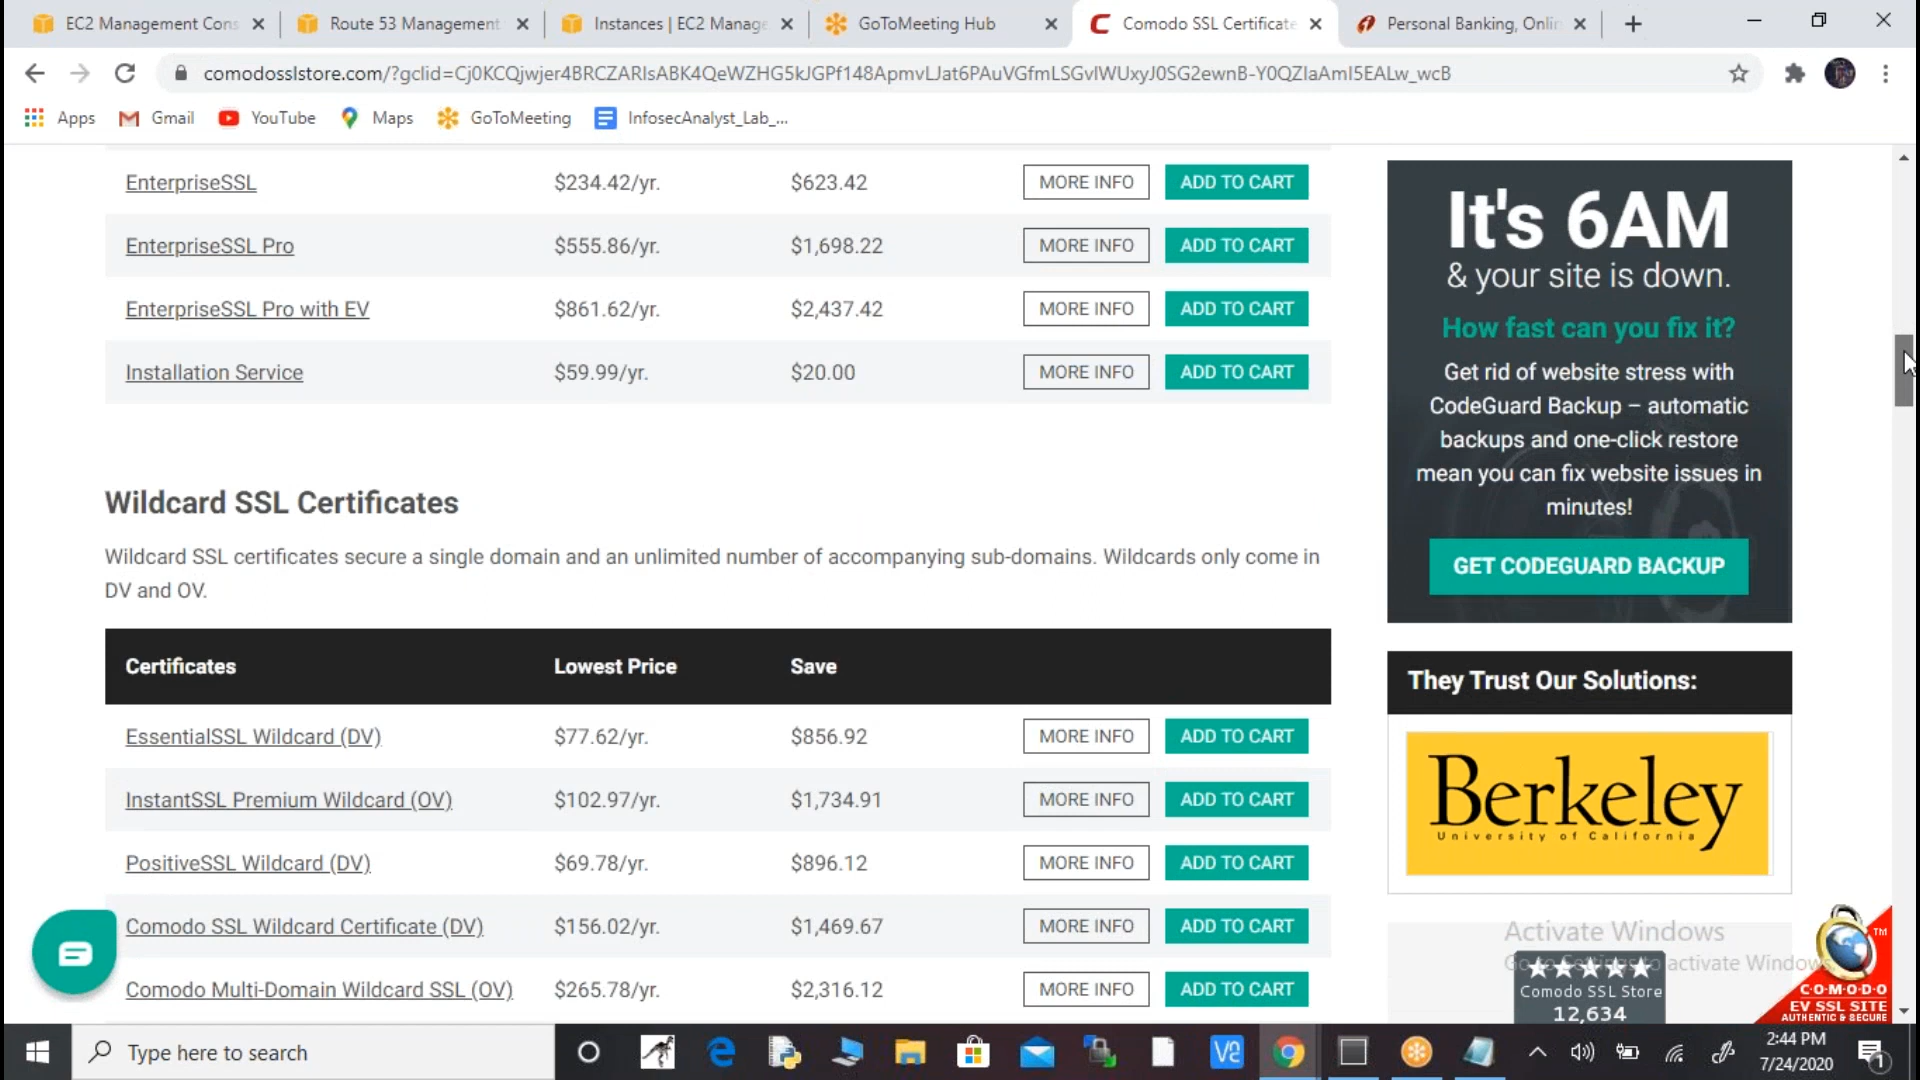 EC2 Management Cons
Route 53 Management
Instances | EC2 Manage
GoToMeeting Hub
Comodo SSL Certificate
Personal Banking, Onlin
comodosslstore.com/?gclid=Cj0KCQjwjer4BRCZARIsABK4QeWZHG5kJGPf148ApmvLJat6PAuVGfmLSGvIWUxyJ0SG2ewnB-Y0QZIaAmI5EALw_wcB
Apps
Gmail
YouTube
Maps
GoToMeeting
InfosecAnalyst_Lab_...
EnterpriseSSL $234.42/yr. $623.42 MORE INFO ADD TO CART
EnterpriseSSL Pro $555.86/yr. $1,698.22 MORE INFO ADD TO CART
EnterpriseSSL Pro with EV $861.62/yr. $2,437.42 MORE INFO ADD TO CART
Installation Service $59.99/yr. $20.00 MORE INFO ADD TO CART
Wildcard SSL Certificates
Wildcard SSL certificates secure a single domain and an unlimited number of accompanying sub-domains. Wildcards only come in
DV and OV.
Certificates Lowest Price Save
EssentialSSL Wildcard (DV) $77.62/yr. $856.92 MORE INFO ADD TO CART
InstantSSL Premium Wildcard (OV) $102.97/yr. $1,734.91 MORE INFO ADD TO CART
PositiveSSL Wildcard (DV) $69.78/yr. $896.12 MORE INFO ADD TO CART
Comodo SSL Wildcard Certificate (DV) $156.02/yr. $1,469.67 MORE INFO ADD TO CART
Comodo Multi-Domain Wildcard SSL (OV) $265.78/yr. $2,316.12 MORE INFO ADD TO CART
It's 6AM
& your site is down.
How fast can you fix it?
Get rid of website stress with
CodeGuard Backup – automatic
backups and one-click restore
mean you can fix website issues in
minutes!
GET CODEGUARD BACKUP
They Trust Our Solutions:
Berkeley
University of California
Activate Windows
Go to Settings to activate Windows.
Comodo SSL Store
12,634
TM
C·O·M·O·D·O
EV SSL SITE
AUTHENTIC & SECURE
Type here to search
2:44 PM
7/24/2020
1